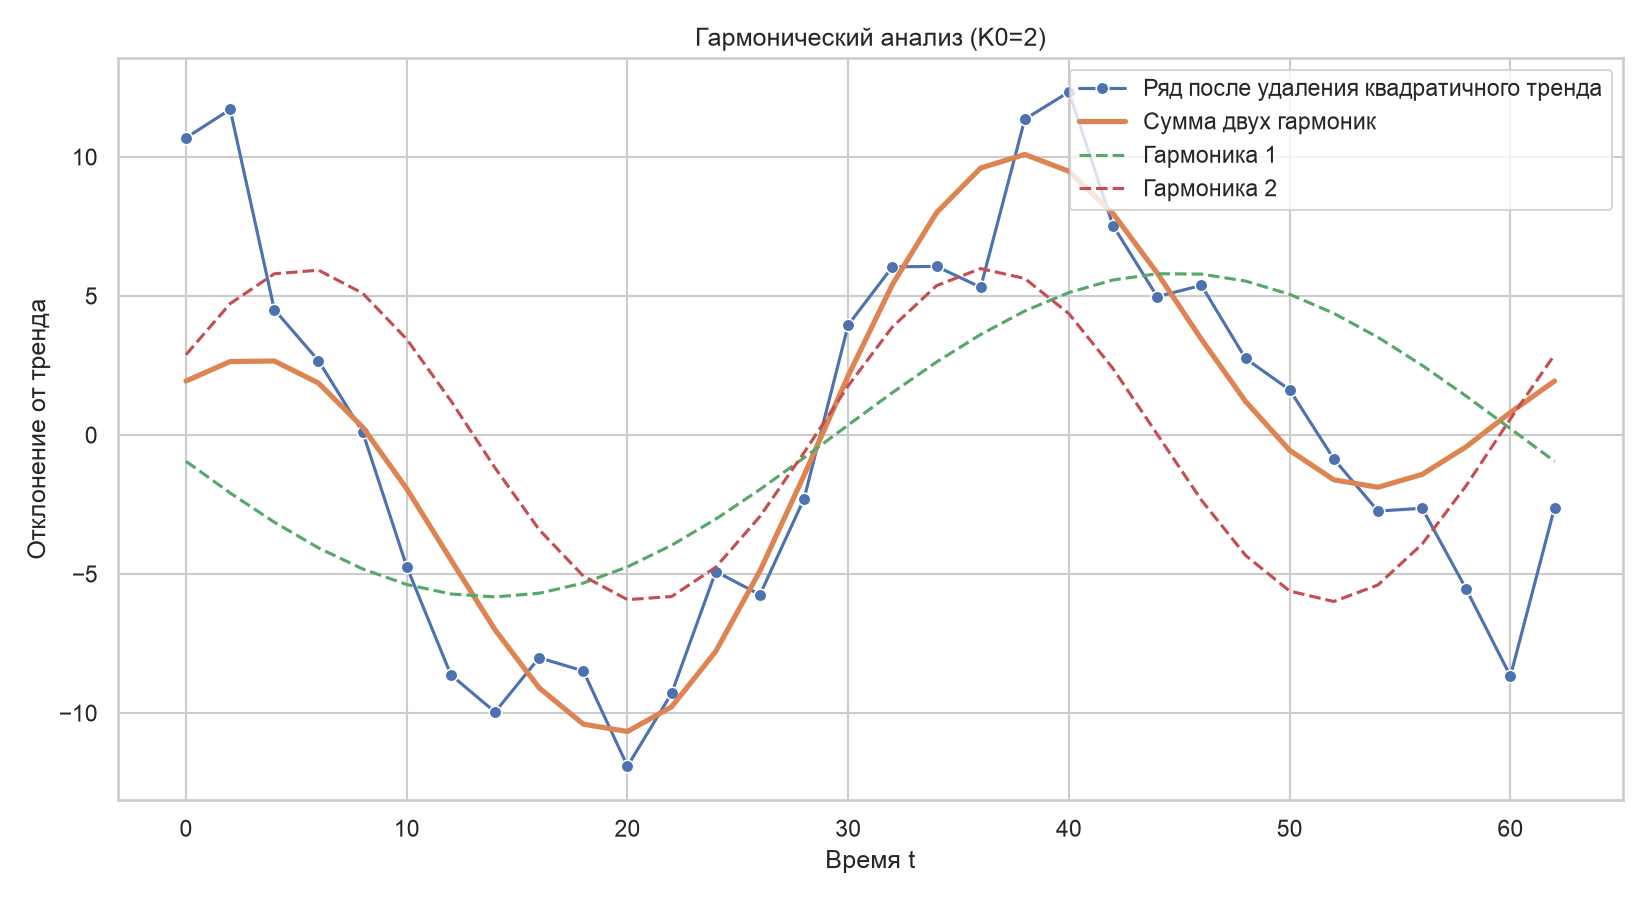 Гармонический анализ (K0=2)
Ряд после удаления квадратичного тренда
Сумма двух гармоник
Гармоника 1
Гармоника 2
Отклонение от тренда
10
5
0
−5
−10
0 10 20 30 40 50 60
Время t